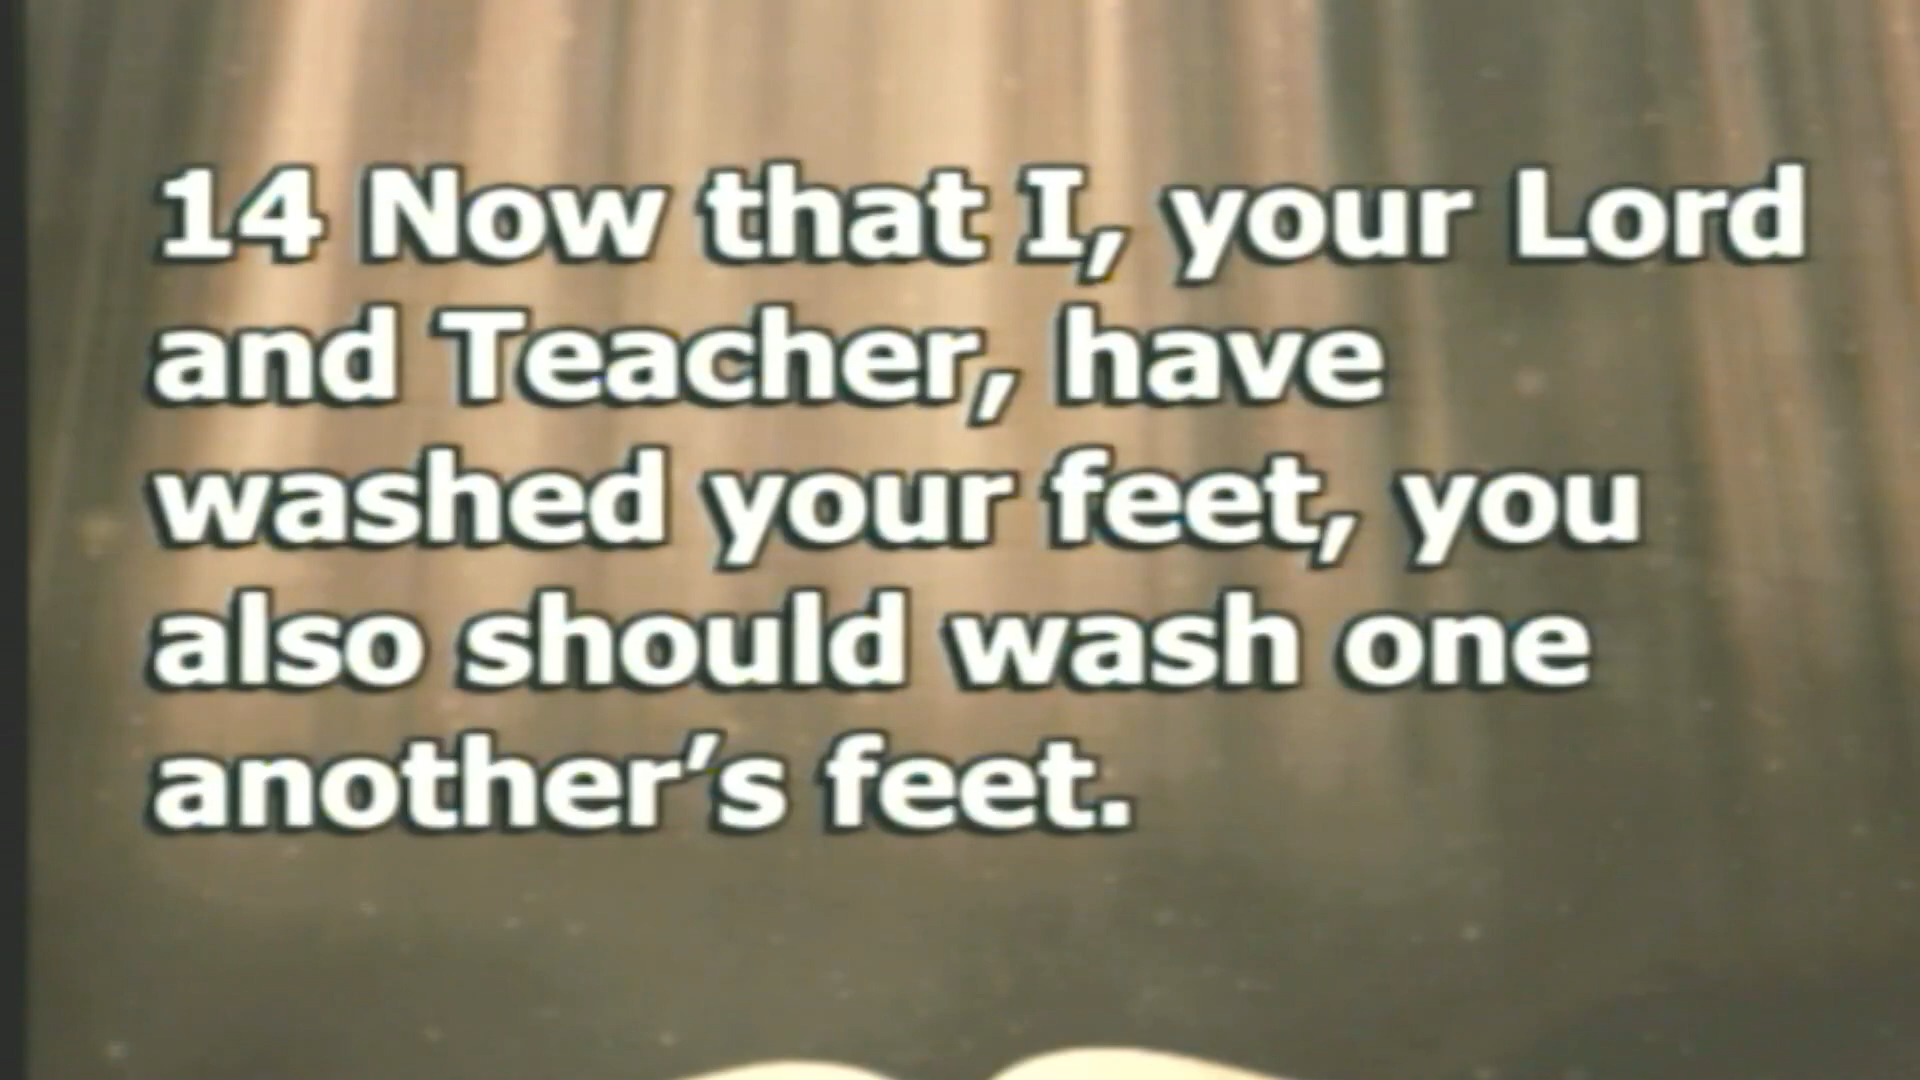 14 Now that I, your Lord
and Teacher, have
washed your feet, you
also should wash one
another’s feet.